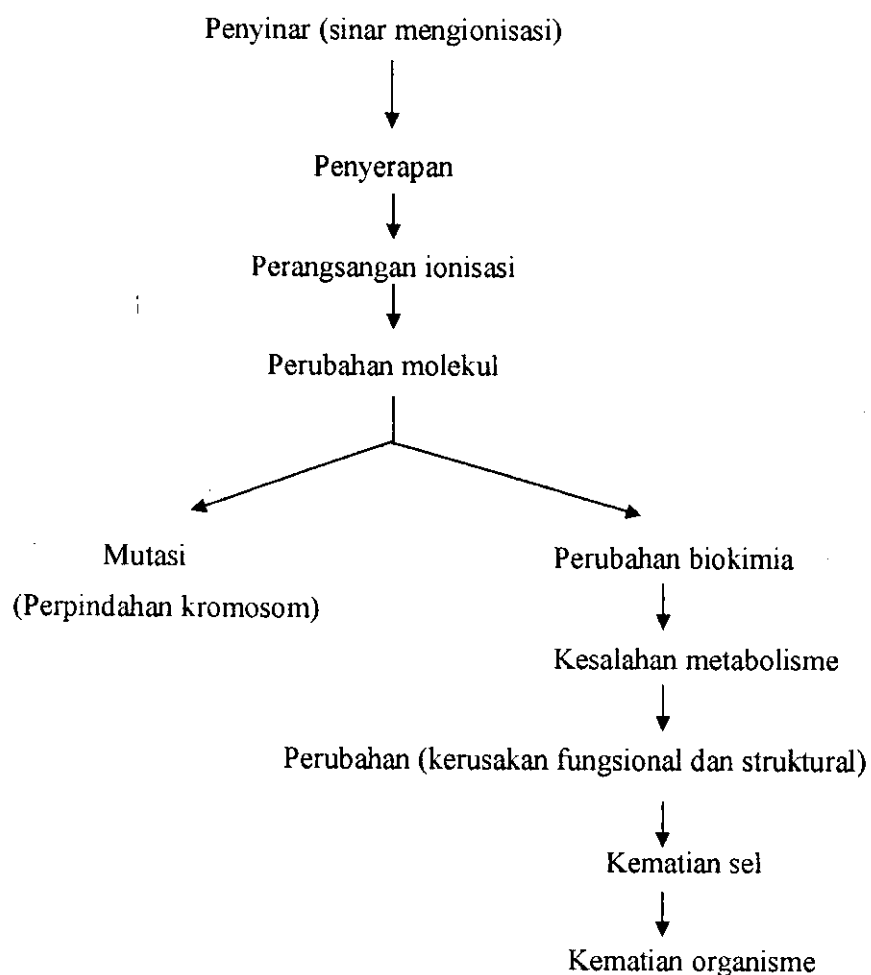 Penyinar (sinar mengionisasi)
Penyerapan
Perangsangan ionisasi
Perubahan molekul
Mutasi
(Perpindahan kromosom)
Perubahan biokimia
Kesalahan metabolisme
Perubahan (kerusakan fungsional dan struktural)
Kematian sel
Kematian organisme